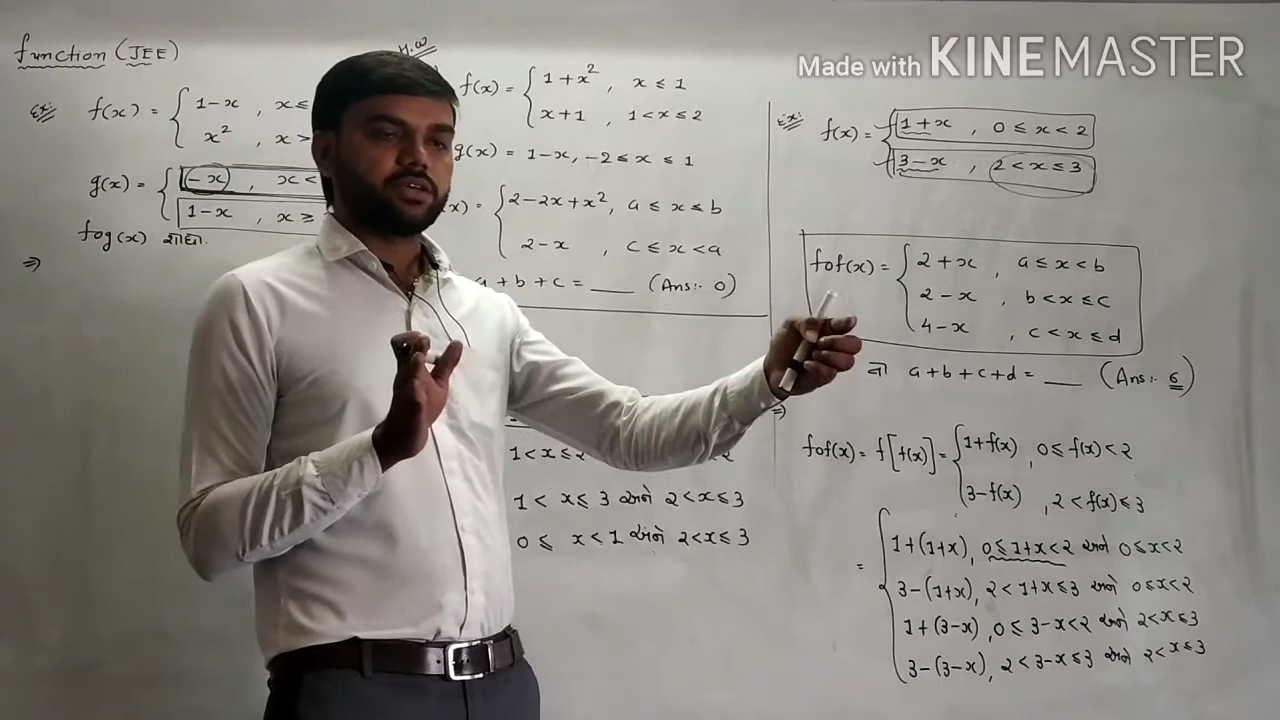 Made with KINEMASTER
function (JEE)
Ex:
f(x) = { 1-x , x≤
x² , x>
g(x) = { -x , x<
1-x , x≥
fog(x) શોધો.
⇒
H.W
f(x) = { 1+x² , x ≤ 1
x+1 , 1<x≤2
g(x) = 1-x, -2≤x≤1
x) = { 2-2x+x², a≤x≤b
2-x , c≤x<a
a+b+c = ___ (Ans:- 0)
1<x≤2
1<x≤3 અને 2<x≤3
0≤x<1 અને 2<x≤3
Ex:
f(x) = { 1+x , 0≤x<2
3-x , 2<x≤3
fof(x) = { 2+x , a≤x<b
2-x , b<x≤c
4-x , c<x≤d
તો a+b+c+d = ___ (Ans:- 6)
⇒
fof(x) = f[f(x)] = { 1+f(x) , 0≤f(x)<2
3-f(x) , 2<f(x)≤3
= { 1+(1+x), 0≤1+x<2 અને 0≤x<2
3-(1+x), 2<1+x≤3 અને 0≤x<2
1+(3-x), 0≤3-x<2 અને 2<x≤3
3-(3-x), 2<3-x≤3 અને 2<x≤3